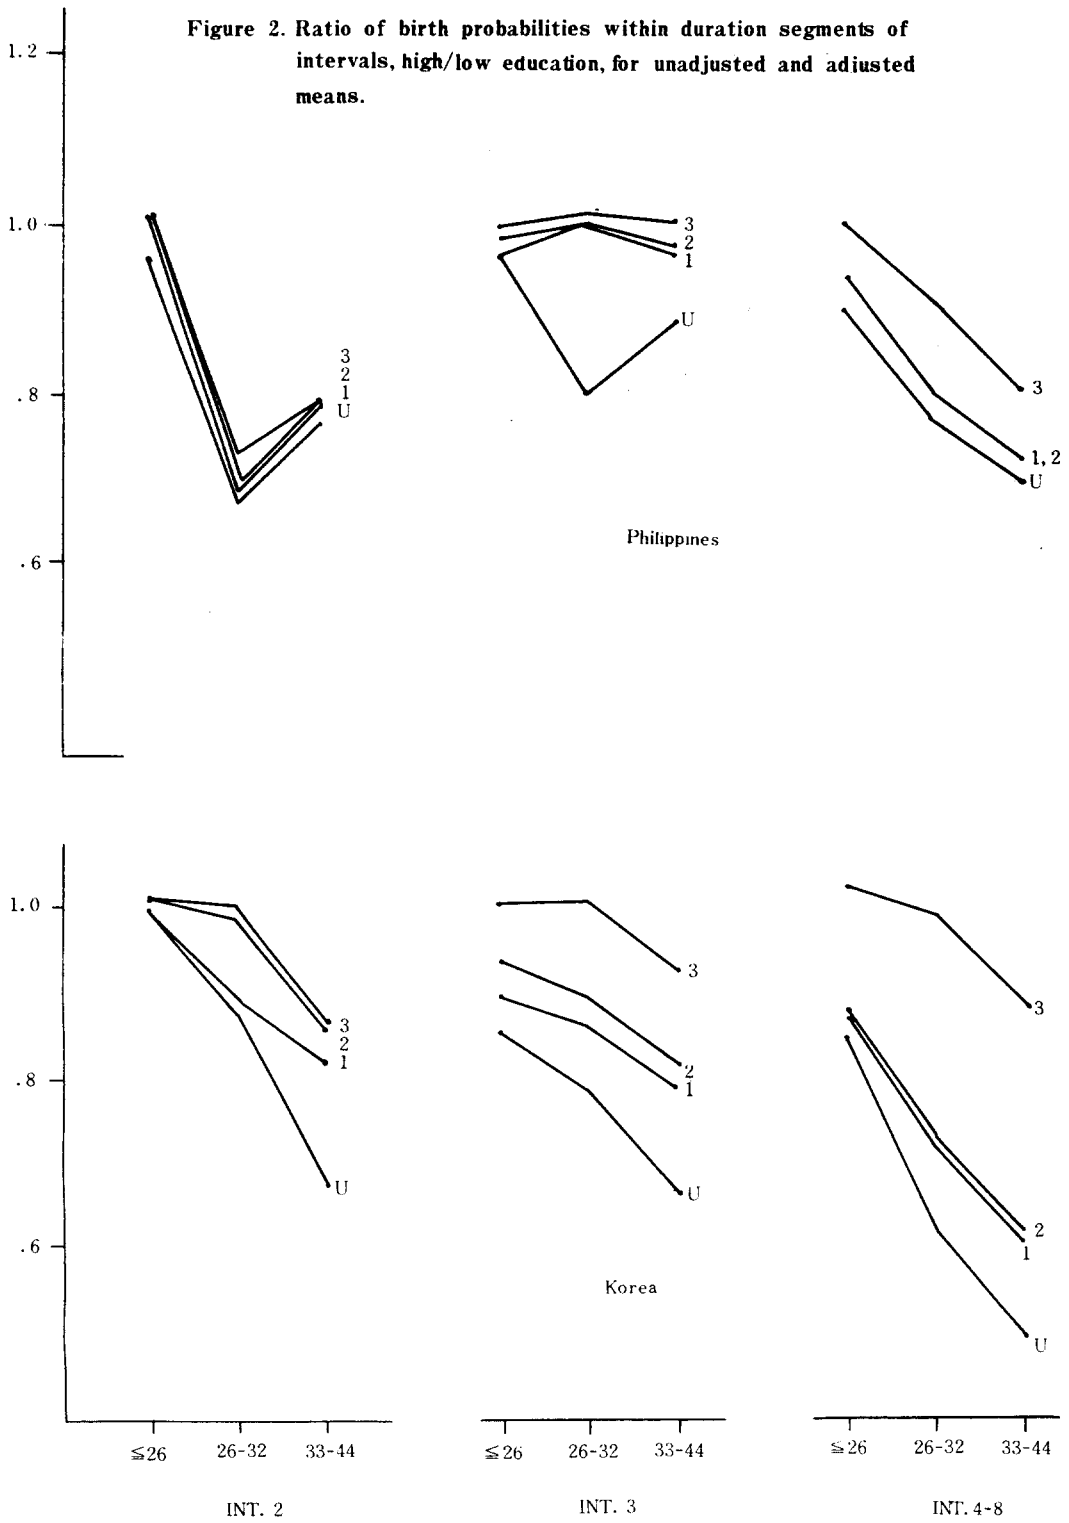 Figure 2. Ratio of birth probabilities within duration segments of
intervals, high/low education, for unadjusted and adjusted
means.
1.2
1.0
.8
.6
3
2
1
U
3
2
1
U
3
1, 2
U
Philippines
1.0
.8
.6
3
2
1
U
3
2
1
U
3
2
1
U
Korea
≦26 26-32 33-44
≦26 26-32 33-44
≦26 26-32 33-44
INT. 2
INT. 3
INT. 4-8